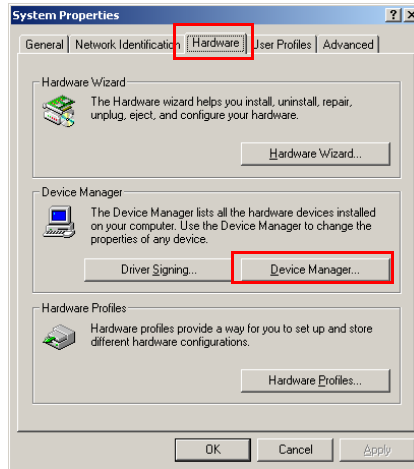 System Properties
General Network Identification Hardware User Profiles Advanced
Hardware Wizard
The Hardware wizard helps you install, uninstall, repair,
unplug, eject, and configure your hardware.
Hardware Wizard...
Device Manager
The Device Manager lists all the hardware devices installed
on your computer. Use the Device Manager to change the
properties of any device.
Driver Signing... Device Manager...
Hardware Profiles
Hardware profiles provide a way for you to set up and store
different hardware configurations.
Hardware Profiles...
OK Cancel Apply